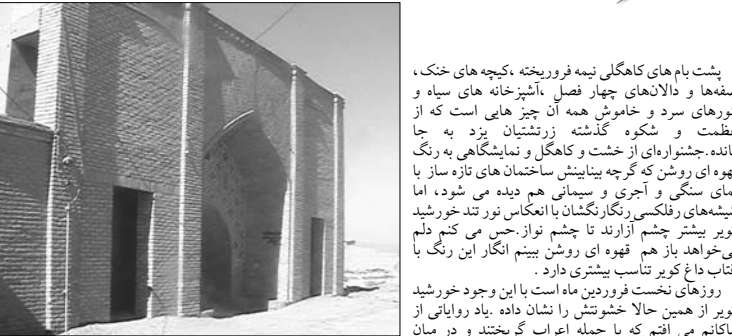 پشت بام های کاهگلی نیمه فروریخته ،کیچه های خنک،
صفه‌ها و دالان‌های چهار فصل ،آشپزخانه های سیاه و
تنورهای سرد و خاموش همه آن چیز هایی است که از
عظمت و شکوه گذشته زرتشتیان یزد به جا
مانده.جشنواره‌ای از خشت و کاهگل و نمایشگاهی به رنگ
قهوه ای روشن که گرچه بینابینش ساختمان های تازه ساز با
نمای سنگی و آجری و سیمانی هم دیده می شود، اما
شیشه‌های رفلکسی رنگارنگشان با انعکاس نور تند خورشید
کویر بیشتر چشم آزارند تا چشم نواز.حس می کنم دلم
می‌خواهد باز هم قهوه ای روشن ببینم انگار این رنگ با
آفتاب داغ کویر تناسب بیشتری دارد .
روزهای نخست فروردین ماه است با این وجود خورشید
کویر از همین حالا خشونتش را نشان داده .یاد روایاتی از
نیاکانم می افتم که با حمله اعراب گریختند و در میان